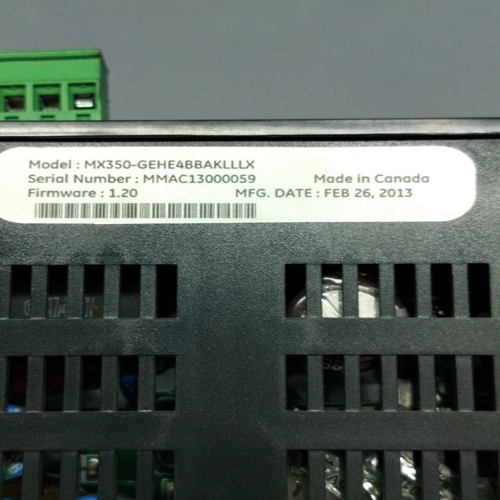 Model : MX350-GEHE4BBAKLLLX
Serial Number : MMAC13000059 Made in Canada
Firmware : 1.20 MFG. DATE : FEB 26, 2013